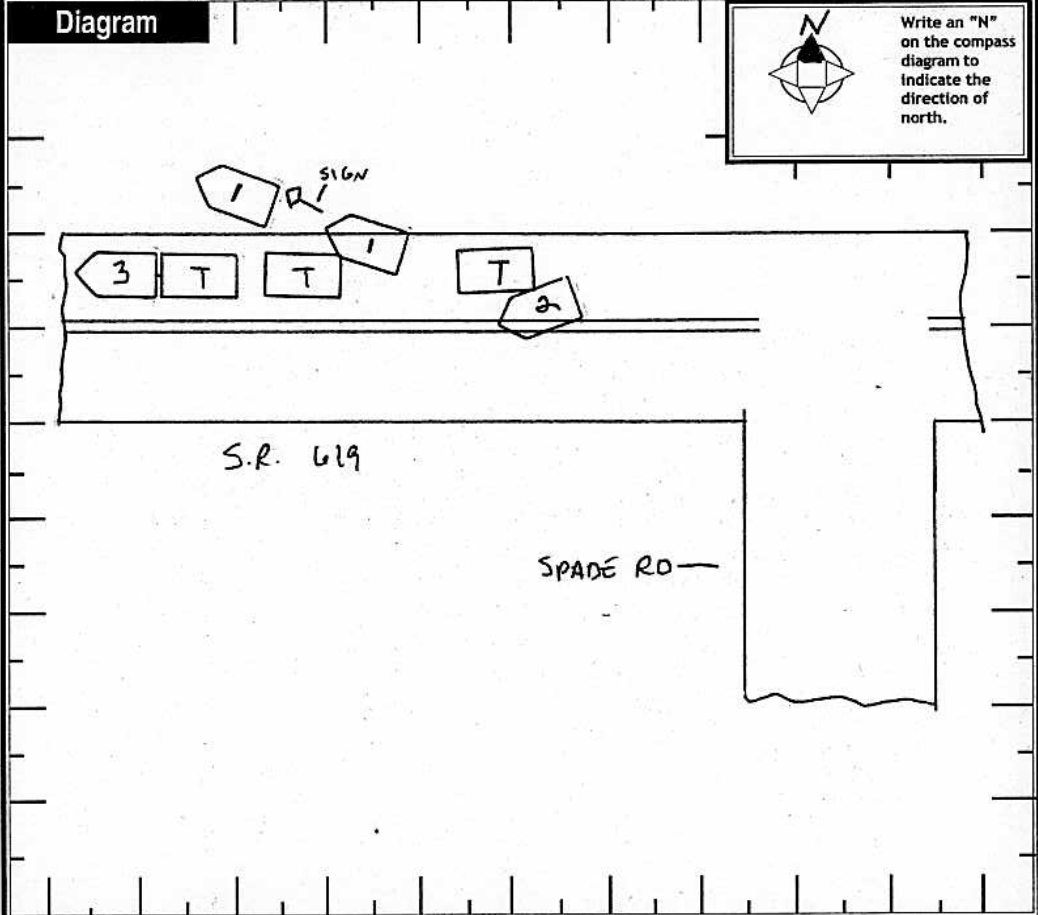 Diagram
N
Write an "N"
on the compass
diagram to
indicate the
direction of
north.
SIGN
1
1
3
T
T
T
2
S.R. 619
SPADE RD